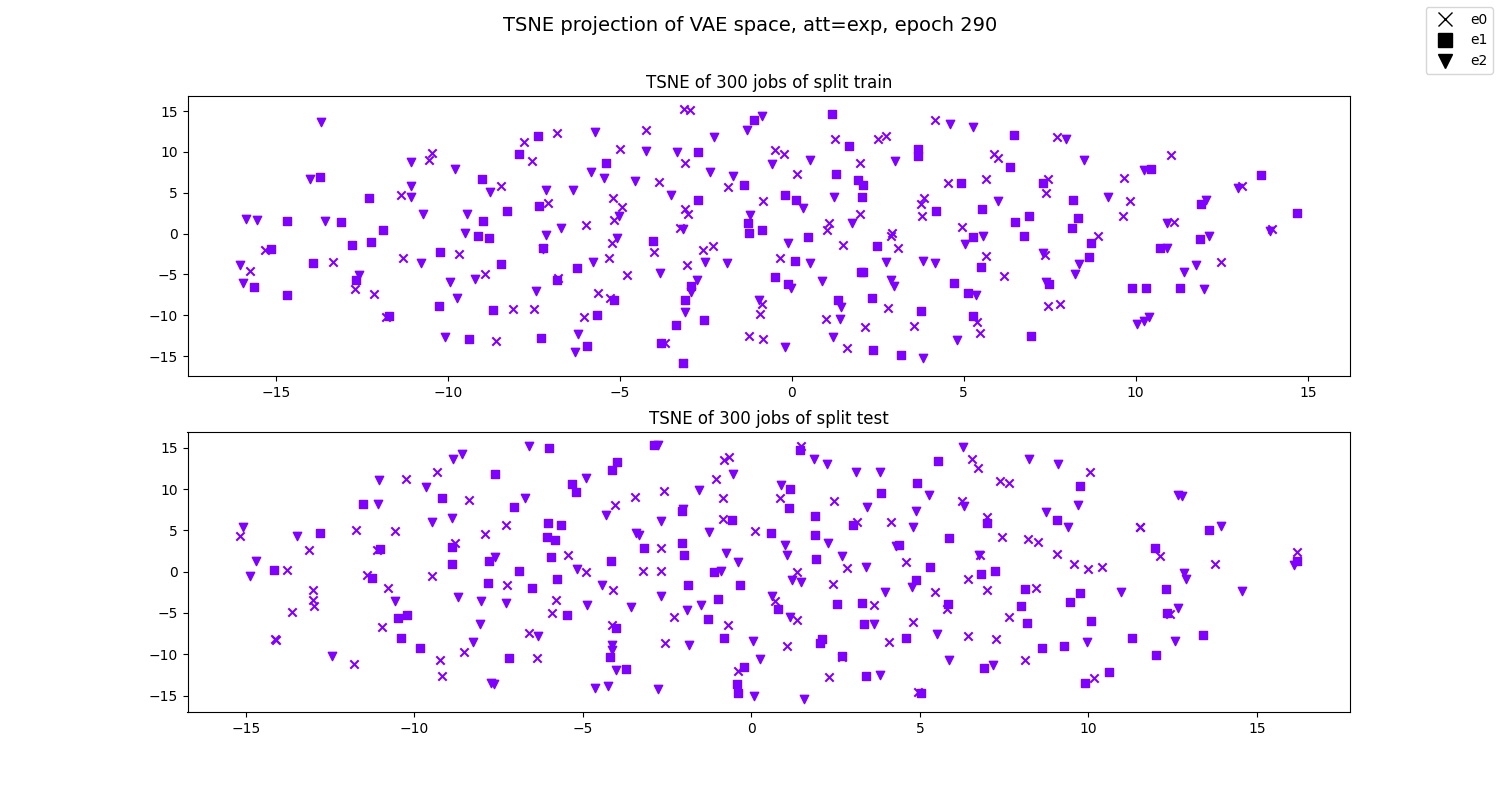 TSNE projection of VAE space, att=exp, epoch 290
e0
e1
e2
TSNE of 300 jobs of split train
15
10
5
0
−5
−10
−15
−15 −10 −5 0 5 10 15
TSNE of 300 jobs of split test
15
10
5
0
−5
−10
−15
−15 −10 −5 0 5 10 15